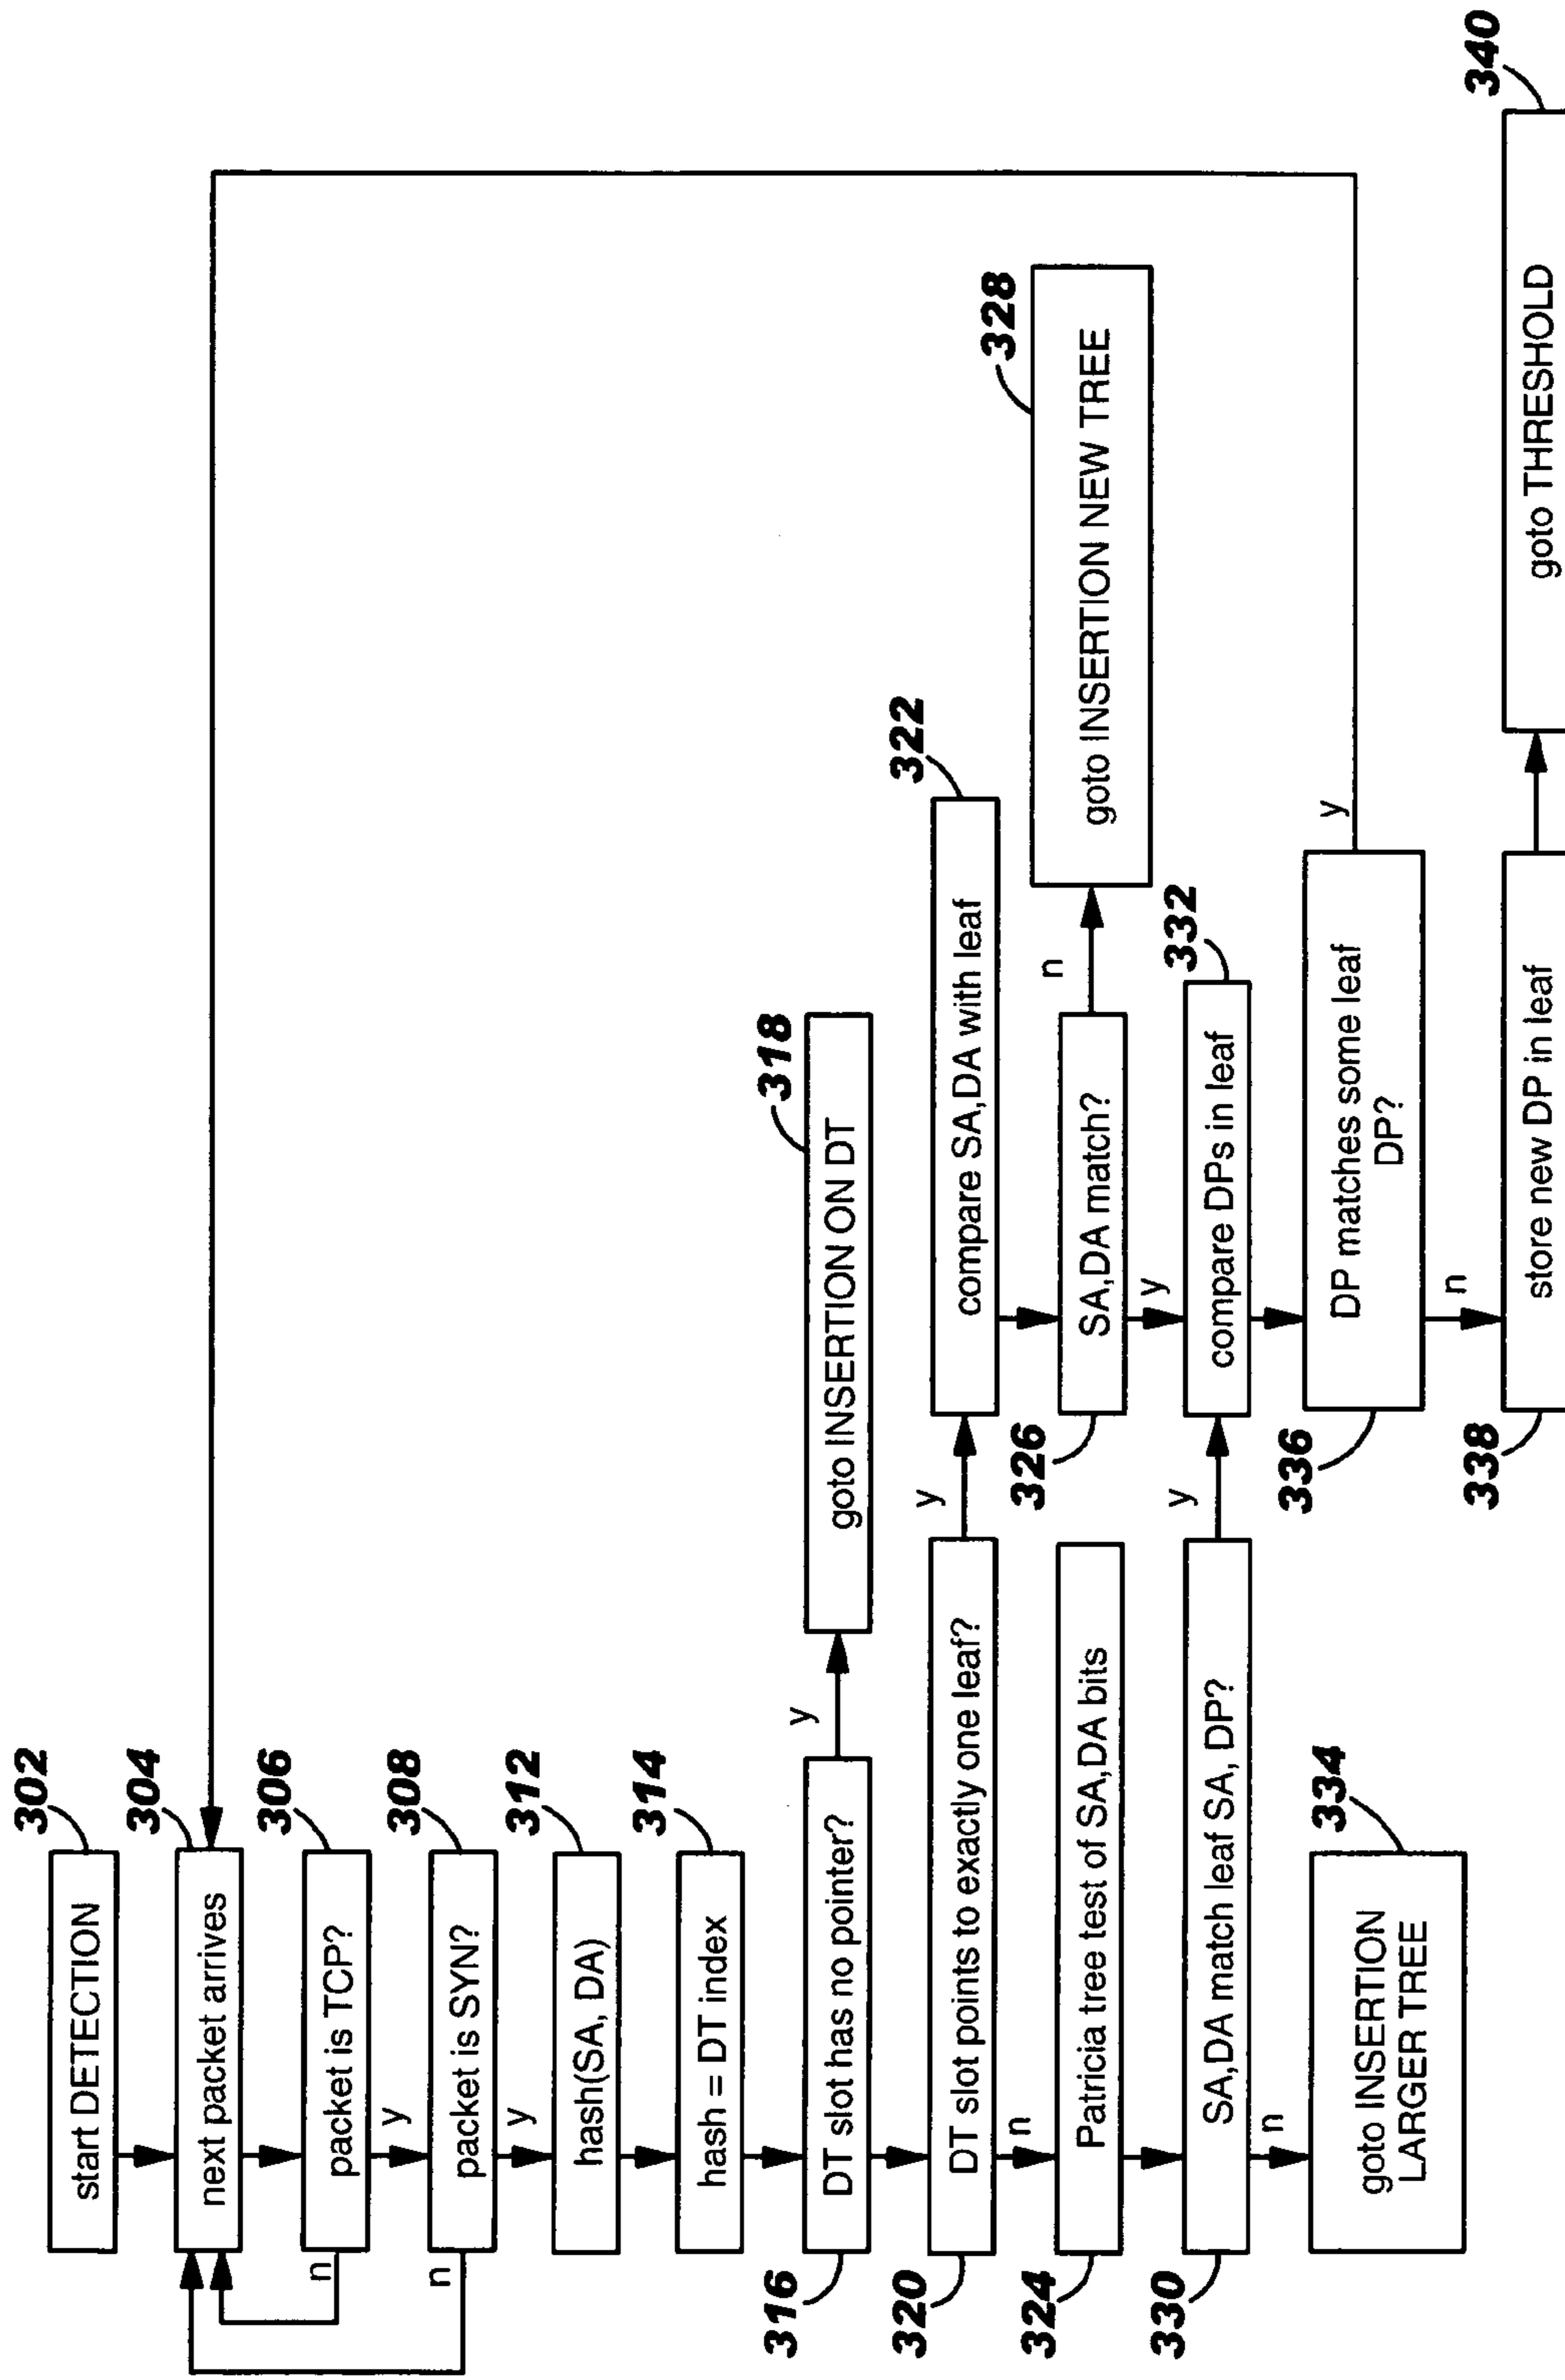 start DETECTION
302
next packet arrives
304
packet is TCP?
306
n
y
packet is SYN?
308
n
y
hash(SA, DA)
312
hash = DT index
314
DT slot has no pointer?
316
y
goto INSERTION ON DT
318
DT slot points to exactly one leaf?
320
y
n
compare SA,DA with leaf
322
Patricia tree test of SA,DA bits
324
SA,DA match?
326
n
y
goto INSERTION NEW TREE
328
SA,DA match leaf SA, DP?
330
y
n
compare DPs in leaf
332
goto INSERTION
LARGER TREE
334
DP matches some leaf
DP?
336
y
n
store new DP in leaf
338
goto THRESHOLD
340